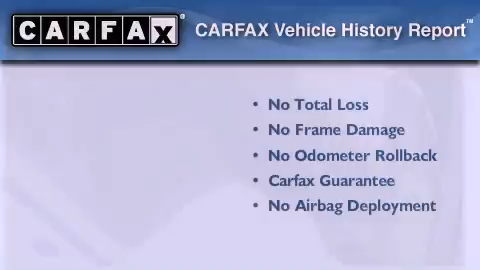 CARFAX® CARFAX Vehicle History Report™
• No Total Loss
• No Frame Damage
• No Odometer Rollback
• Carfax Guarantee
• No Airbag Deployment